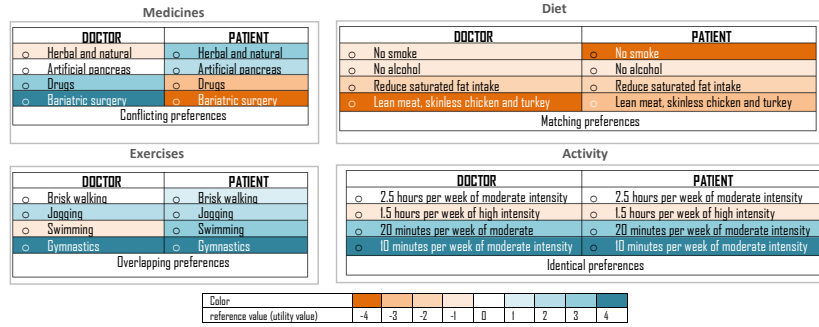 Medicines
DOCTOR PATIENT
○ Herbal and natural ○ Herbal and natural
○ Artificial pancreas ○ Artificial pancreas
○ Drugs ○ Drugs
○ Bariatric surgery ○ Bariatric surgery
Conflicting preferences
Diet
DOCTOR PATIENT
○ No smoke ○ No smoke
○ No alcohol ○ No alcohol
○ Reduce saturated fat intake ○ Reduce saturated fat intake
○ Lean meat, skinless chicken and turkey ○ Lean meat, skinless chicken and turkey
Matching preferences
Exercises
DOCTOR PATIENT
○ Brisk walking ○ Brisk walking
○ Jogging ○ Jogging
○ Swimming ○ Swimming
○ Gymnastics ○ Gymnastics
Overlapping preferences
Activity
DOCTOR PATIENT
○ 2.5 hours per week of moderate intensity ○ 2.5 hours per week of moderate intensity
○ 1.5 hours per week of high intensity ○ 1.5 hours per week of high intensity
○ 20 minutes per week of moderate ○ 20 minutes per week of moderate
○ 10 minutes per week of moderate intensity ○ 10 minutes per week of moderate intensity
Identical preferences
Color
reference value (utility value) -4 -3 -2 -1 0 1 2 3 4